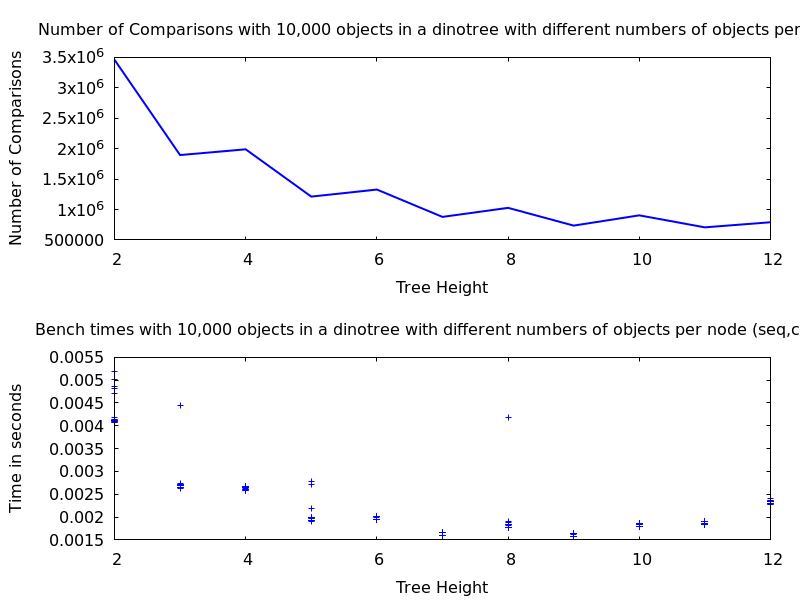 Number of Comparisons with 10,000 objects in a dinotree with different numbers of objects per
3.5x10^6
3x10^6
2.5x10^6
2x10^6
1.5x10^6
1x10^6
500000
Number of Comparisons
2 4 6 8 10 12
Tree Height
Bench times with 10,000 objects in a dinotree with different numbers of objects per node (seq,c
0.0055
0.005
0.0045
0.004
0.0035
0.003
0.0025
0.002
0.0015
Time in seconds
2 4 6 8 10 12
Tree Height